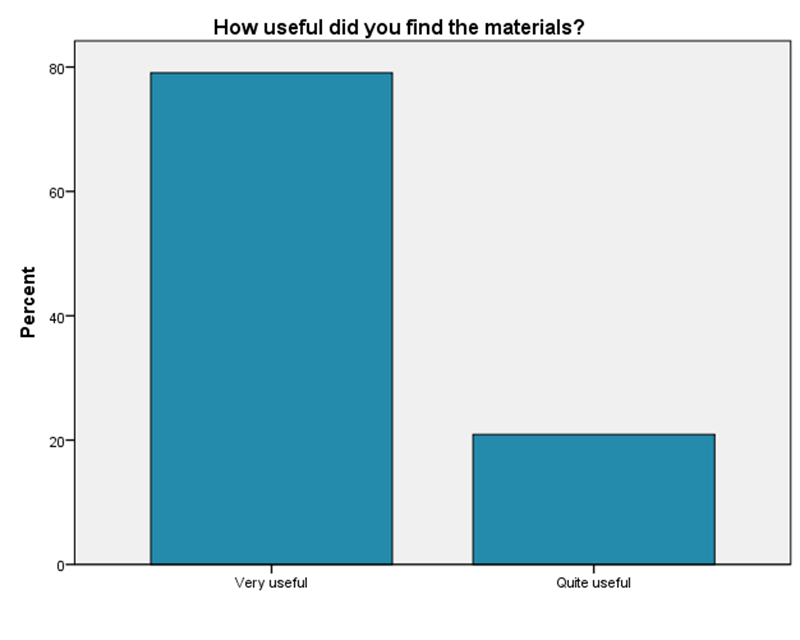 How useful did you find the materials?
80
60
40
20
0
Percent
Very useful
Quite useful